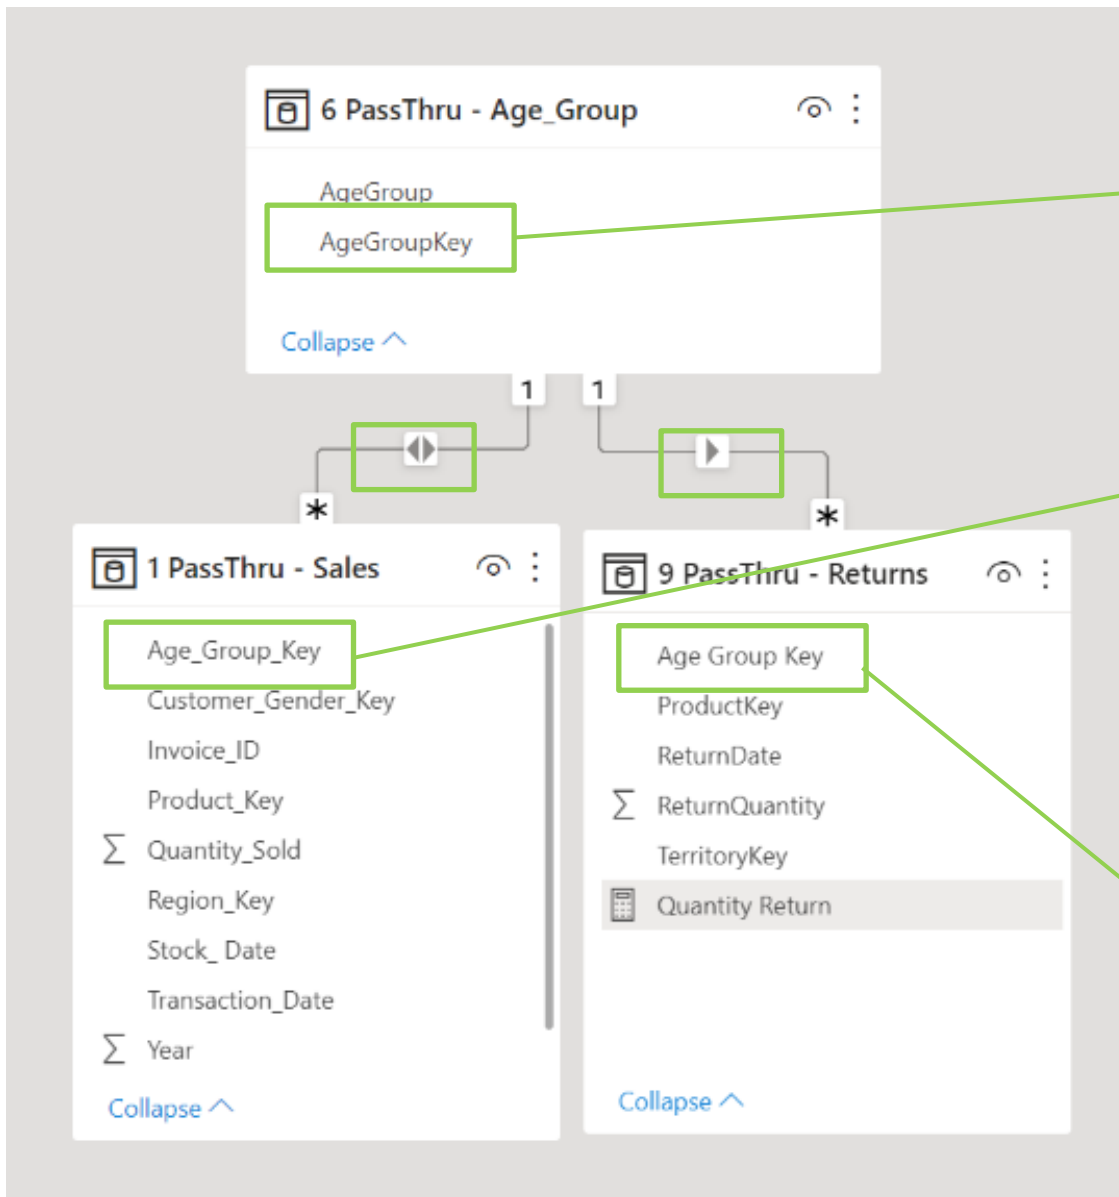 6 PassThru - Age_Group
AgeGroup
AgeGroupKey
Collapse
1
1
*
*
1 PassThru - Sales
Age_Group_Key
Customer_Gender_Key
Invoice_ID
Product_Key
Σ Quantity_Sold
Region_Key
Stock_ Date
Transaction_Date
Σ Year
Collapse
9 PassThru - Returns
Age Group Key
ProductKey
ReturnDate
Σ ReturnQuantity
TerritoryKey
Quantity Return
Collapse